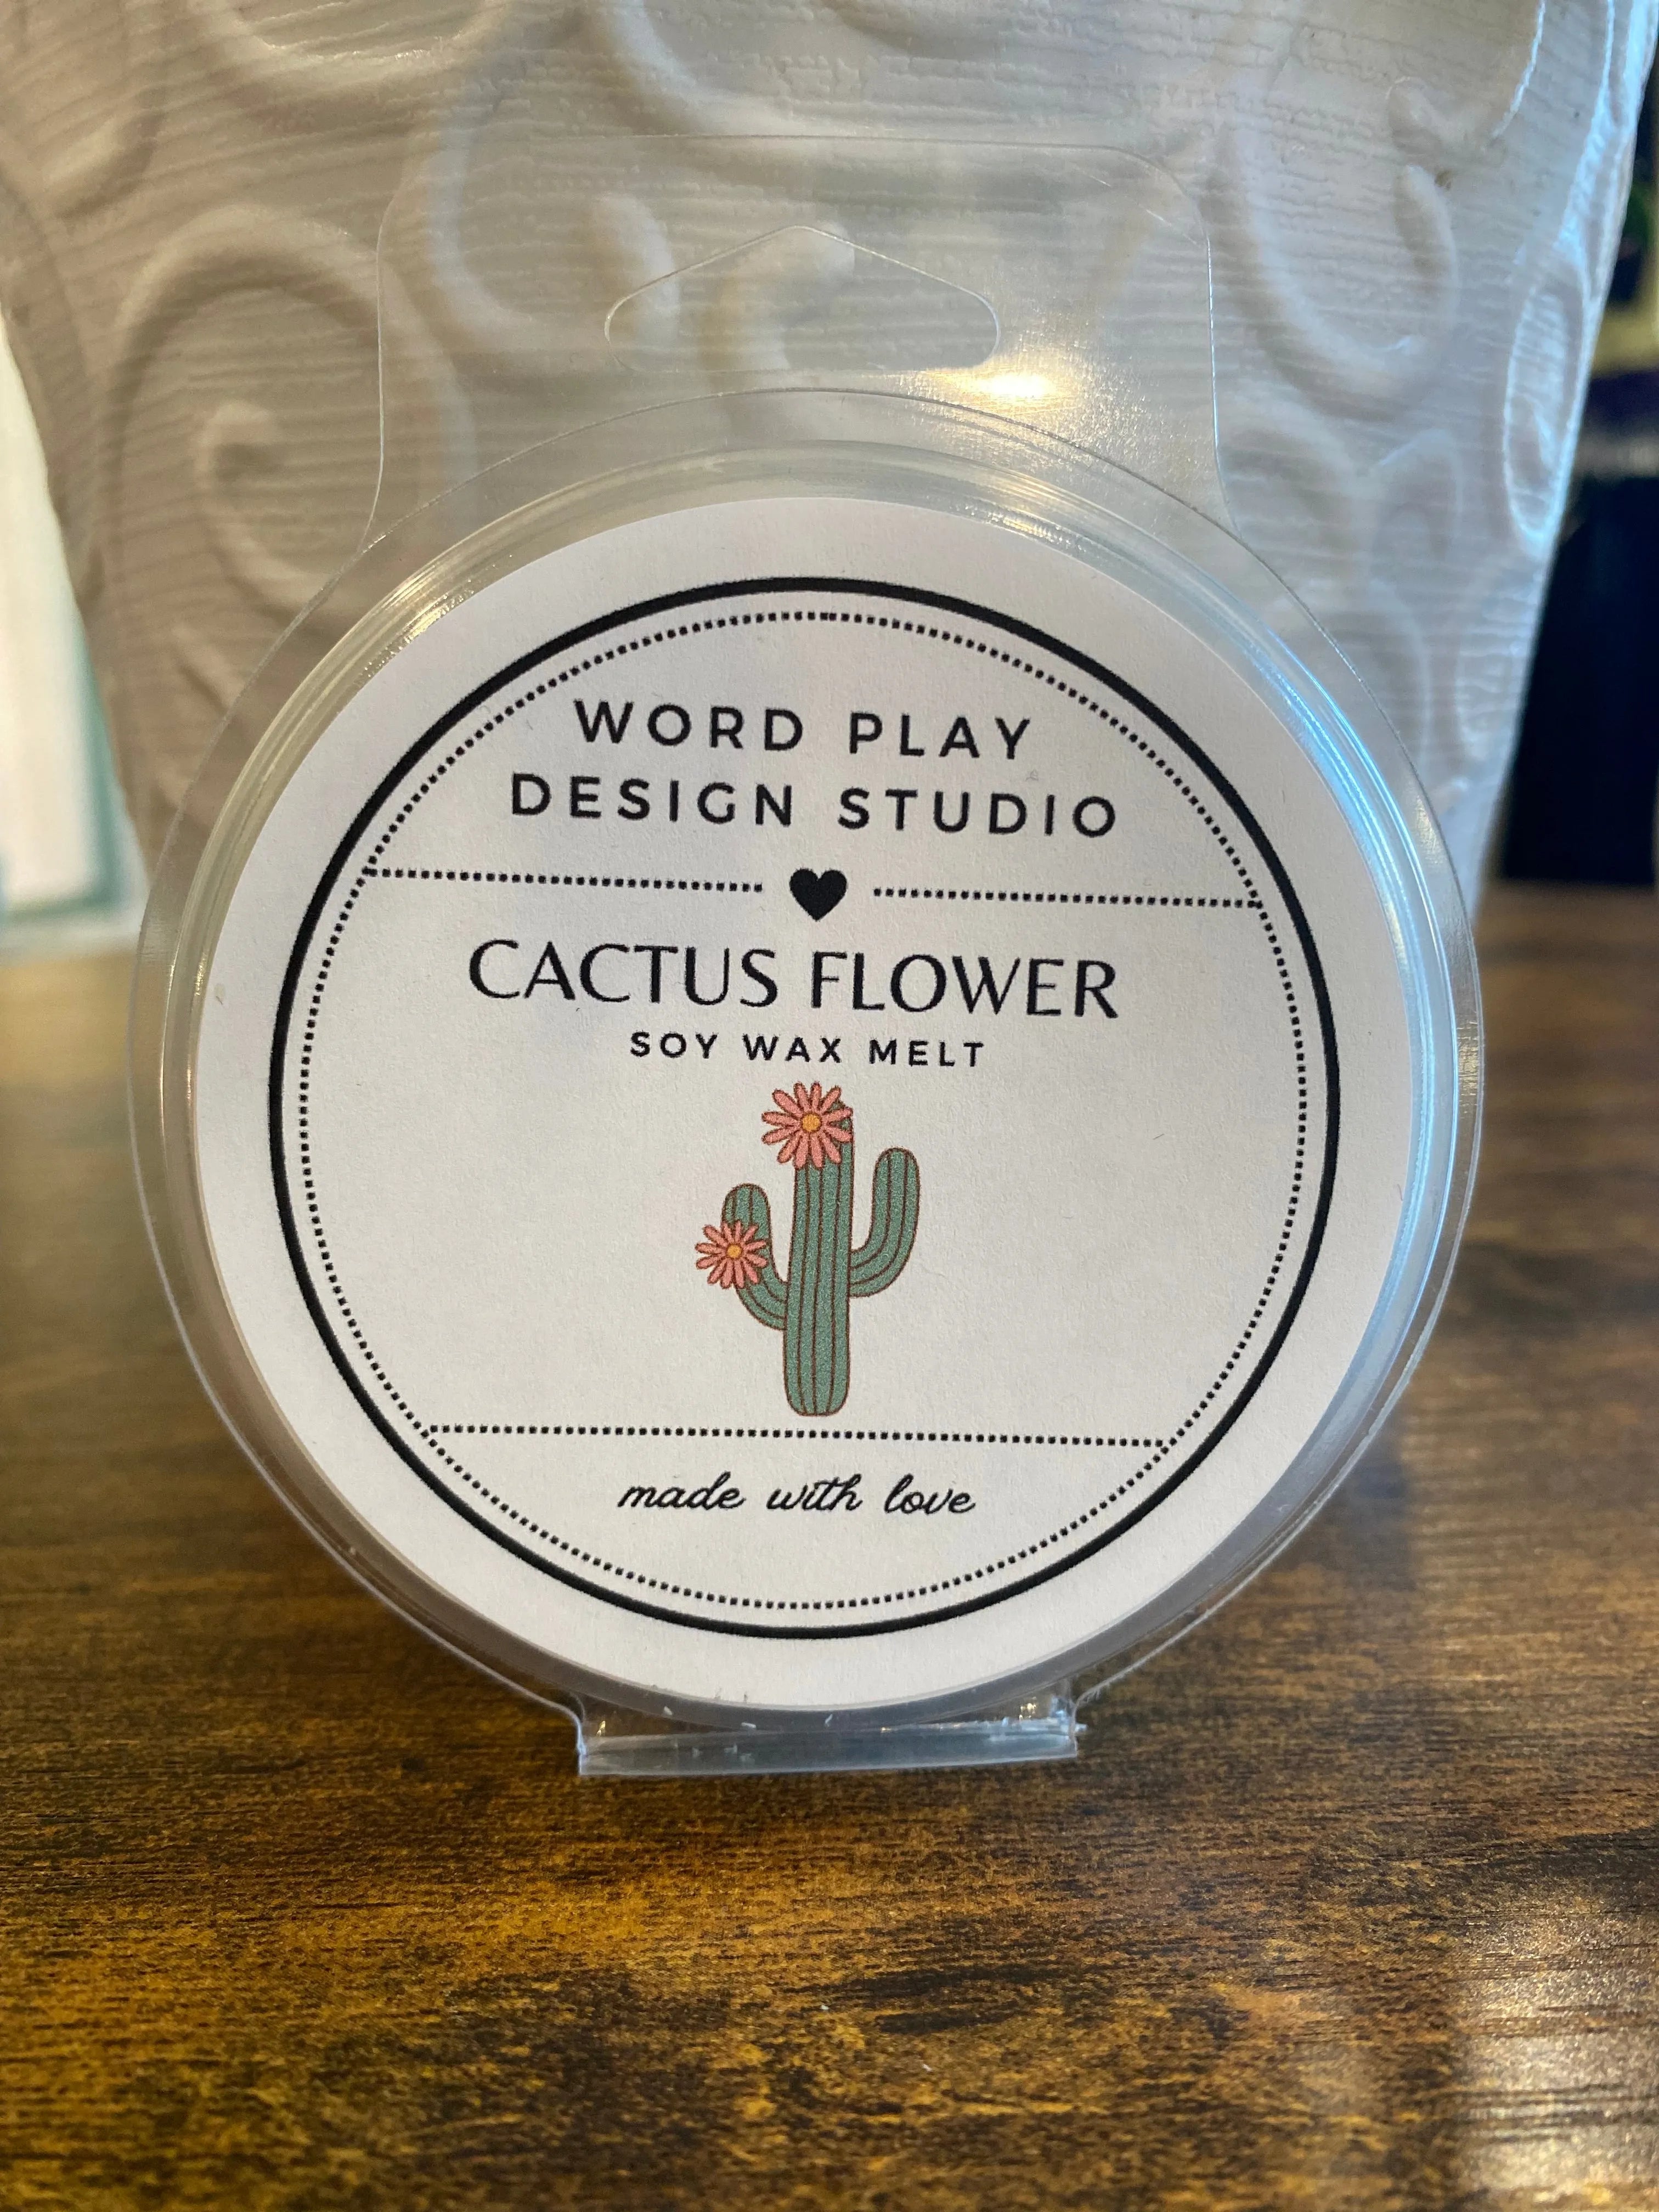 WORD PLAY
DESIGN STUDIO
CACTUS FLOWER
SOY WAX MELT
made with love